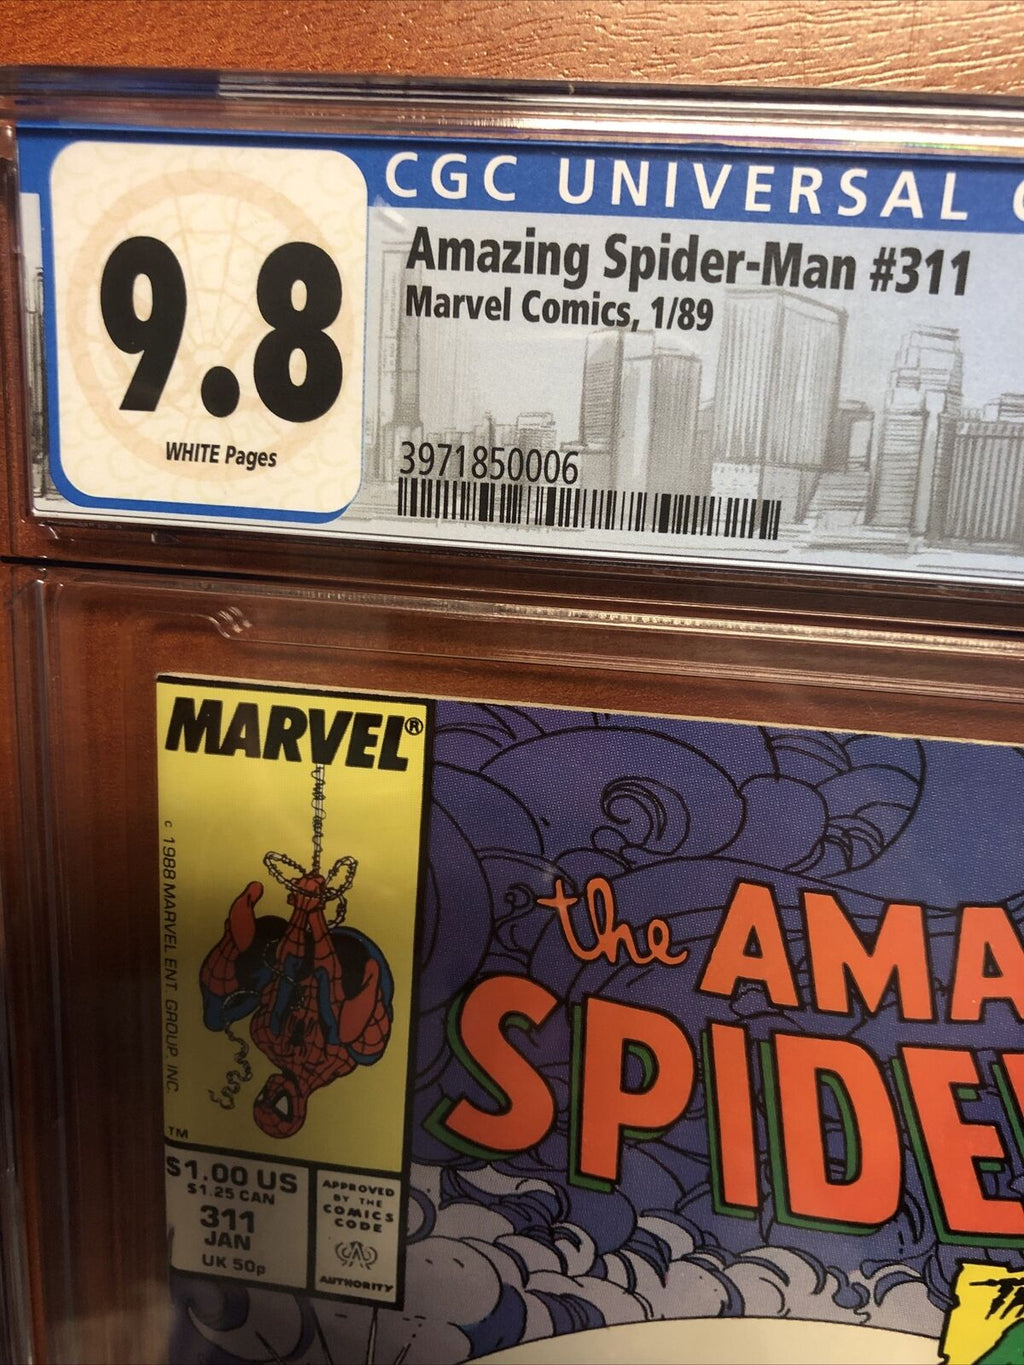 CGC UNIVERSAL
9.8
WHITE Pages
Amazing Spider-Man #311
Marvel Comics, 1/89
3971850006
MARVEL®
c 1988 MARVEL ENT. GROUP, INC.
TM
$1.00 US
$1.25 CAN
311
JAN
UK 50p
APPROVED
BY THE
COMICS
CODE
AUTHORITY
the AMA
SPIDE